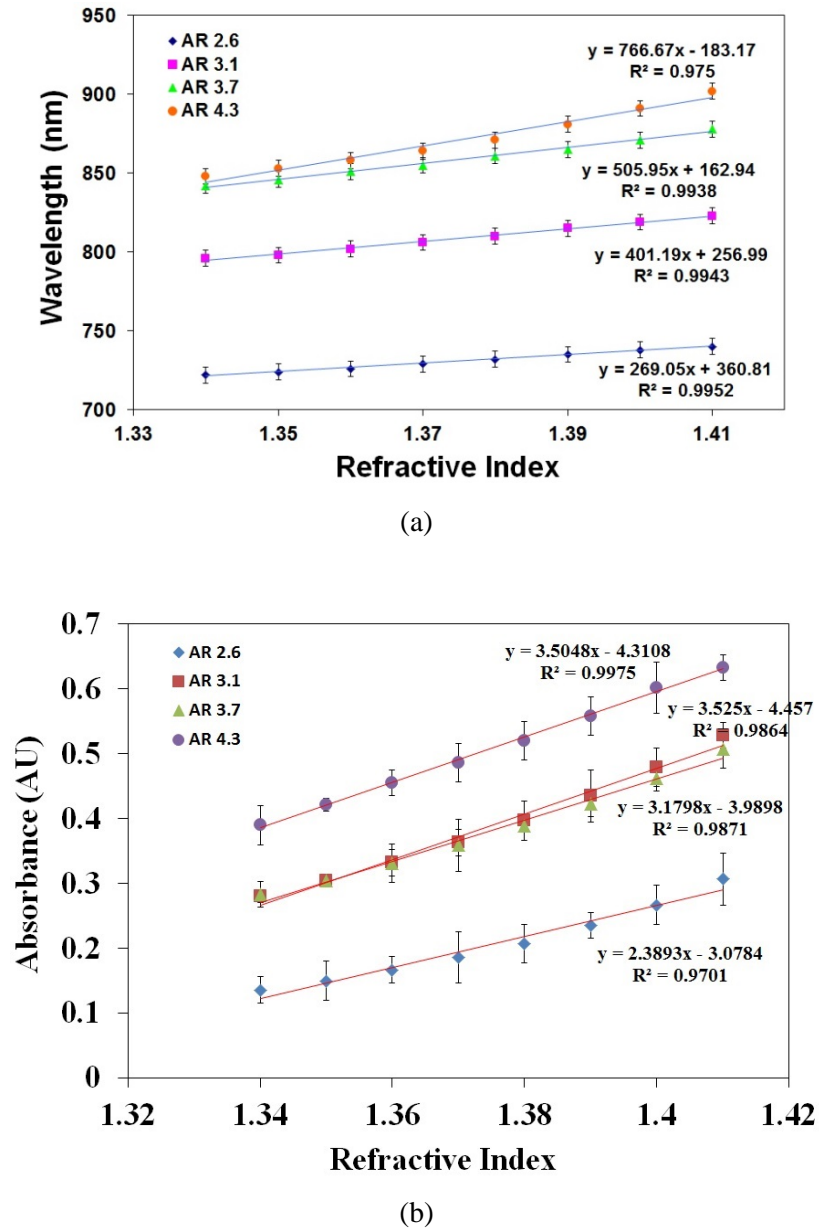 950
AR 2.6
AR 3.1
AR 3.7
AR 4.3
y = 766.67x - 183.17
R² = 0.975
900
850
y = 505.95x + 162.94
R² = 0.9938
800
y = 401.19x + 256.99
R² = 0.9943
750
y = 269.05x + 360.81
R² = 0.9952
700
Wavelength (nm)
1.33 1.35 1.37 1.39 1.41
Refractive Index
(a)
0.7
AR 2.6
AR 3.1
AR 3.7
AR 4.3
y = 3.5048x - 4.3108
R² = 0.9975
0.6
y = 3.525x - 4.457
R² = 0.9864
0.5
0.4
y = 3.1798x - 3.9898
R² = 0.9871
0.3
0.2
y = 2.3893x - 3.0784
R² = 0.9701
0.1
0
Absorbance (AU)
1.32 1.34 1.36 1.38 1.4 1.42
Refractive Index
(b)